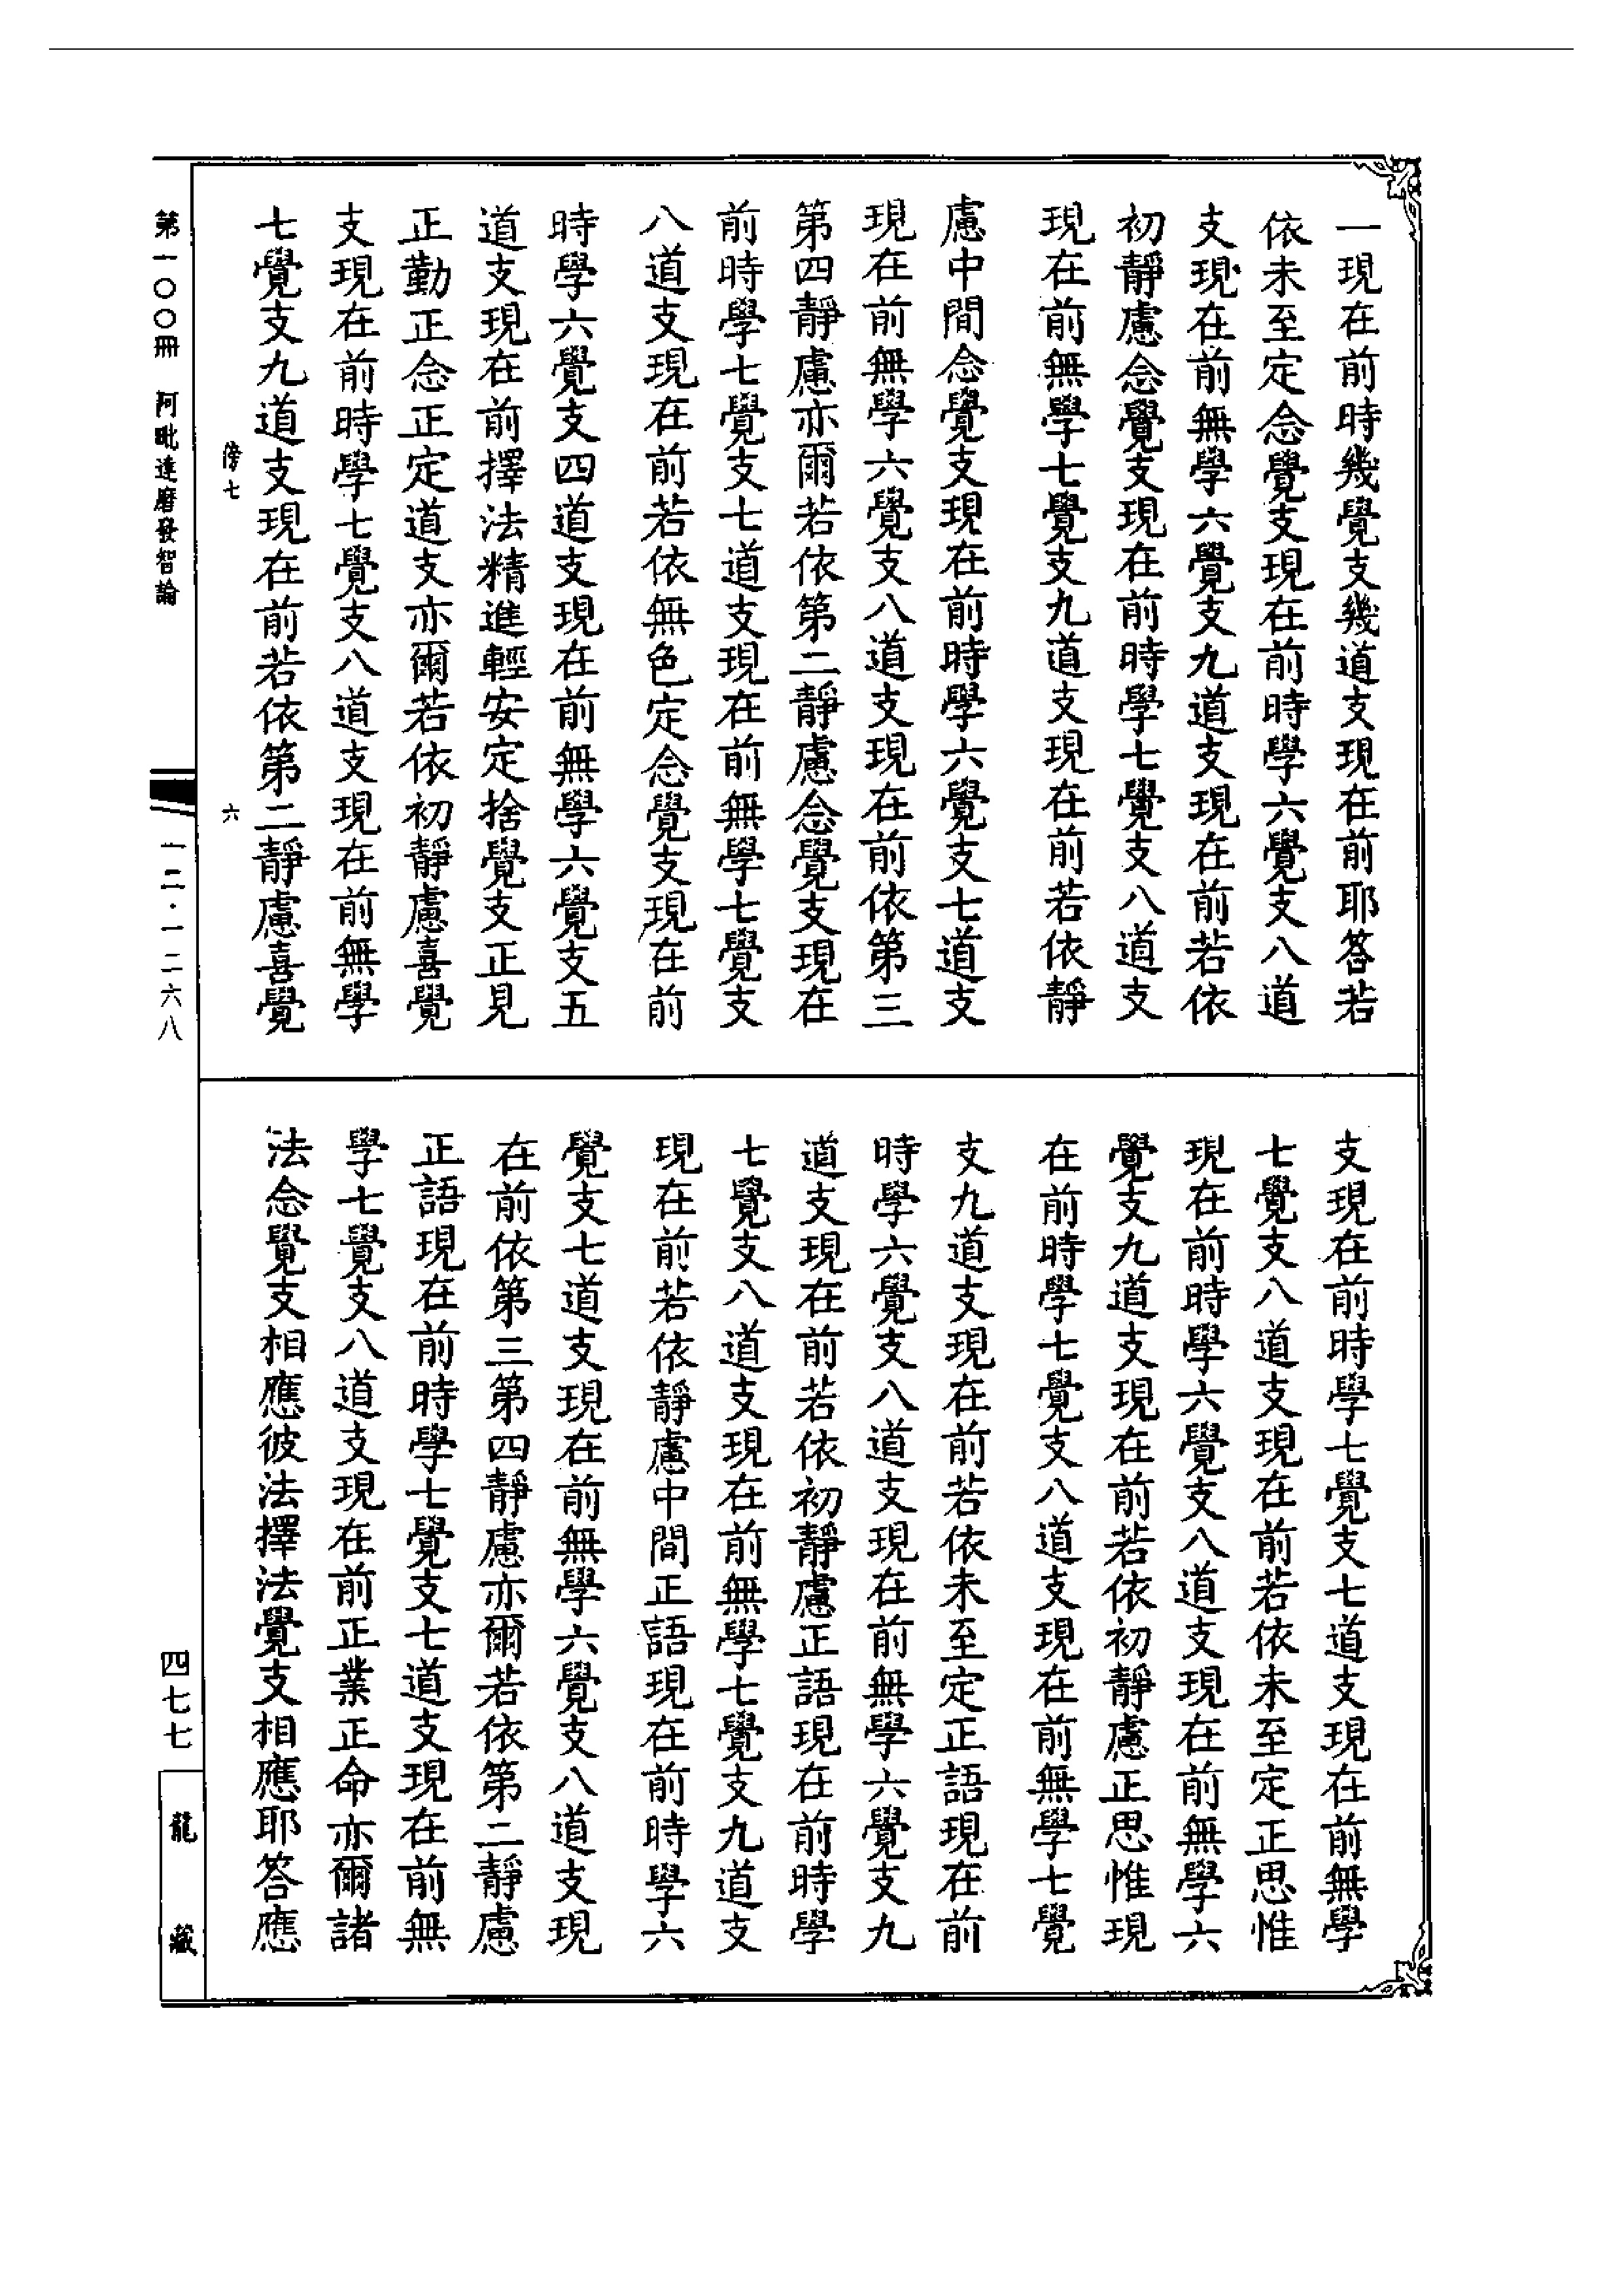 一現在前時幾覺支幾道支現在前耶答若
依未至定念覺支現在前時學六覺支八道
支現在前無學六覺支九道支現在前若依
初靜慮念覺支現在前時學七覺支八道支
現在前無學七覺支九道支現在前若依靜
慮中間念覺支現在前時學六覺支七道支
現在前無學六覺支八道支現在前依第三
第四靜慮亦爾若依第二靜慮念覺支現在
前時學七覺支七道支現在前無學七覺支
八道支現在前若依無色定念覺支現在前
時學六覺支四道支現在前無學六覺支五
道支現在前擇法精進輕安定捨覺支正見
正勤正念正定道支亦爾若依初靜慮喜覺
支現在前時學七覺支八道支現在前無學
七覺支九道支現在前若依第二靜慮喜覺
傍七 六
支現在前時學七覺支七道支現在前無學
七覺支八道支現在前若依未至定正思惟
現在前時學六覺支八道支現在前無學六
覺支九道支現在前若依初靜慮正思惟現
在前時學七覺支八道支現在前無學七覺
支九道支現在前若依未至定正語現在前
時學六覺支八道支現在前無學六覺支九
道支現在前若依初靜慮正語現在前時學
七覺支八道支現在前無學七覺支九道支
現在前若依靜慮中間正語現在前時學六
覺支七道支現在前無學六覺支八道支現
在前依第三第四靜慮亦爾若依第二靜慮
正語現在前時學七覺支七道支現在前無
學七覺支八道支現在前正業正命亦爾諸
法念覺支相應彼法擇法覺支相應耶答應
第一〇〇冊 阿毗達磨發智論
一二·一二六八
四七七
龍藏